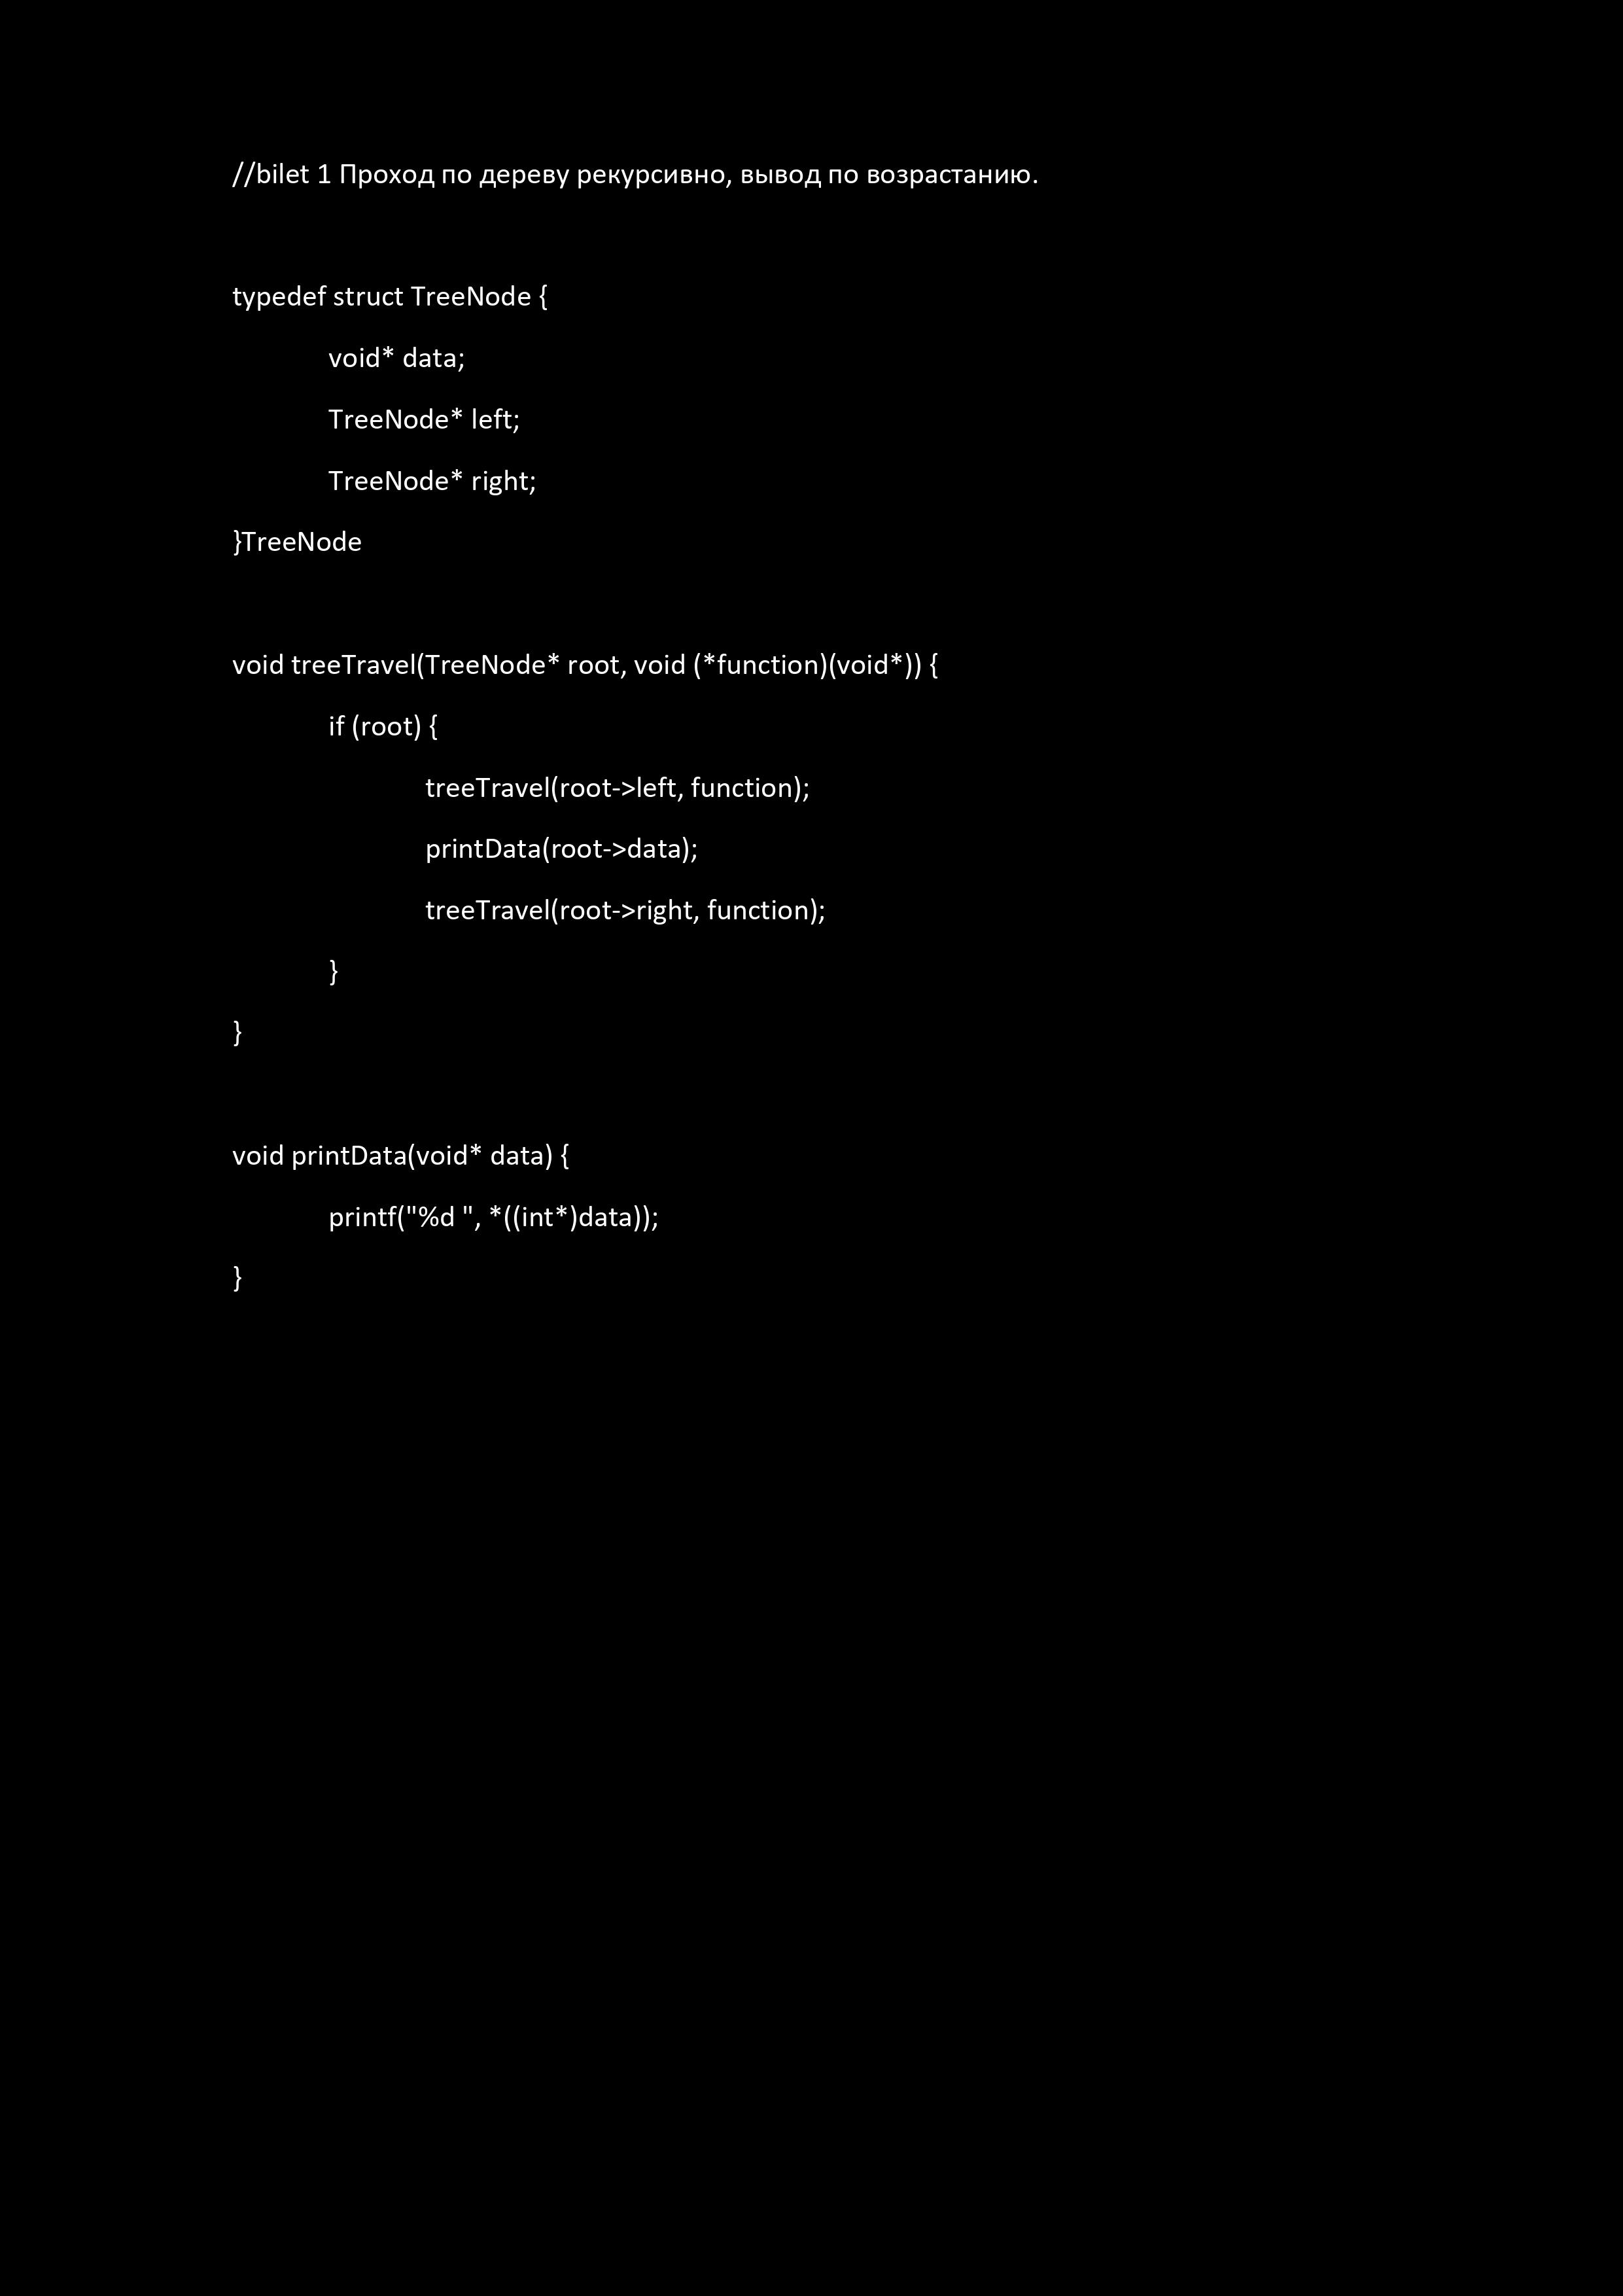 //bilet 1 Проход по дереву рекурсивно, вывод по возрастанию.
typedef struct TreeNode {
void* data;
TreeNode* left;
TreeNode* right;
}TreeNode
void treeTravel(TreeNode* root, void (*function)(void*)) {
if (root) {
treeTravel(root->left, function);
printData(root->data);
treeTravel(root->right, function);
}
}
void printData(void* data) {
printf("%d ", *((int*)data));
}